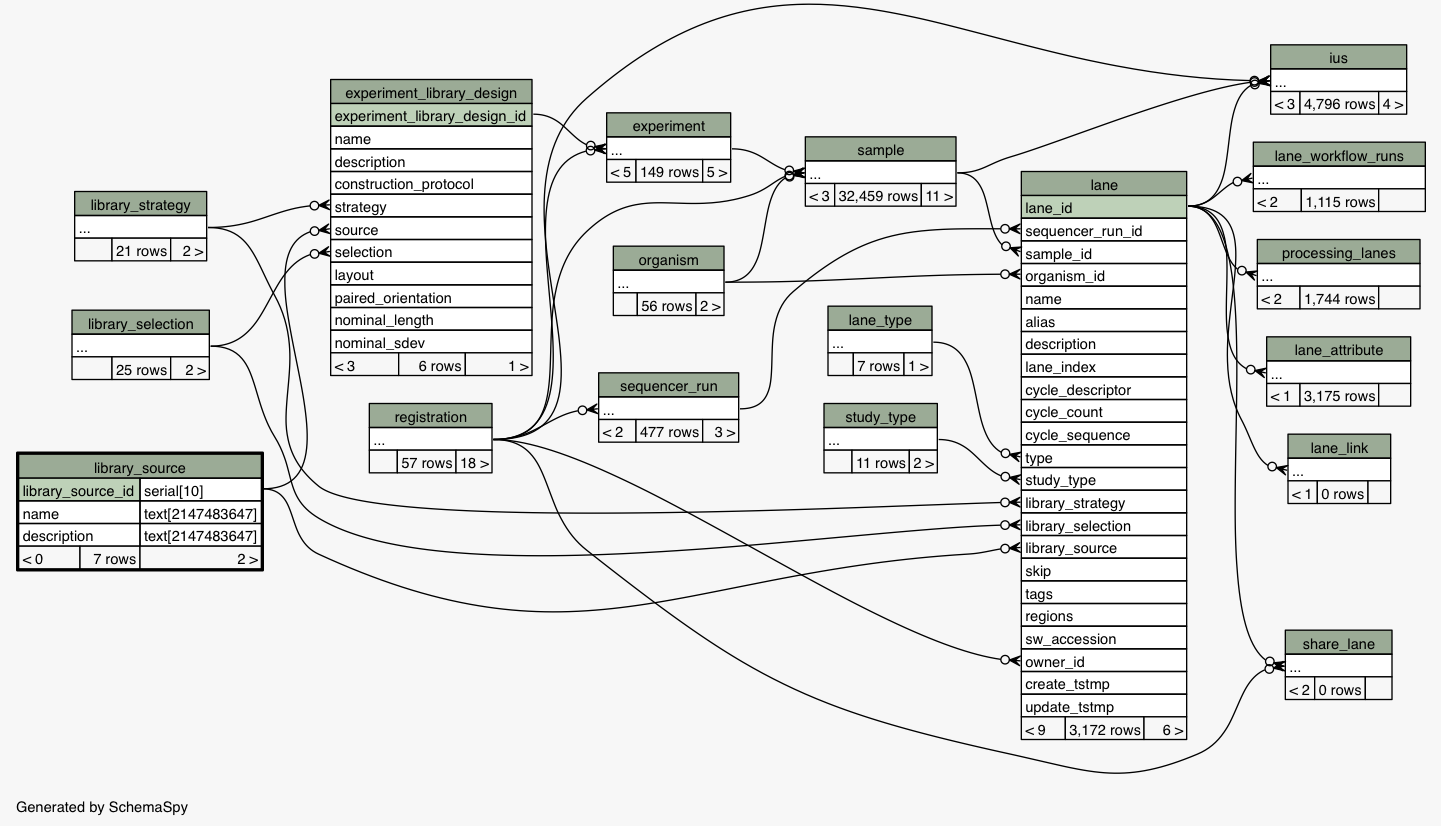 library_strategy
...
21 rows 2 >
library_selection
...
25 rows 2 >
library_source
library_source_id serial[10]
name text[2147483647]
description text[2147483647]
< 0 7 rows 2 >
experiment_library_design
experiment_library_design_id
name
description
construction_protocol
strategy
source
selection
layout
paired_orientation
nominal_length
nominal_sdev
< 3 6 rows 1 >
registration
...
57 rows 18 >
experiment
...
< 5 149 rows 5 >
organism
...
56 rows 2 >
sequencer_run
...
< 2 477 rows 3 >
sample
...
< 3 32,459 rows 11 >
lane_type
...
7 rows 1 >
study_type
...
11 rows 2 >
lane
lane_id
sequencer_run_id
sample_id
organism_id
name
alias
description
lane_index
cycle_descriptor
cycle_count
cycle_sequence
type
study_type
library_strategy
library_selection
library_source
skip
tags
regions
sw_accession
owner_id
create_tstmp
update_tstmp
< 9 3,172 rows 6 >
ius
...
< 3 4,796 rows 4 >
lane_workflow_runs
...
< 2 1,115 rows
processing_lanes
...
< 2 1,744 rows
lane_attribute
...
< 1 3,175 rows
lane_link
...
< 1 0 rows
share_lane
...
< 2 0 rows
Generated by SchemaSpy